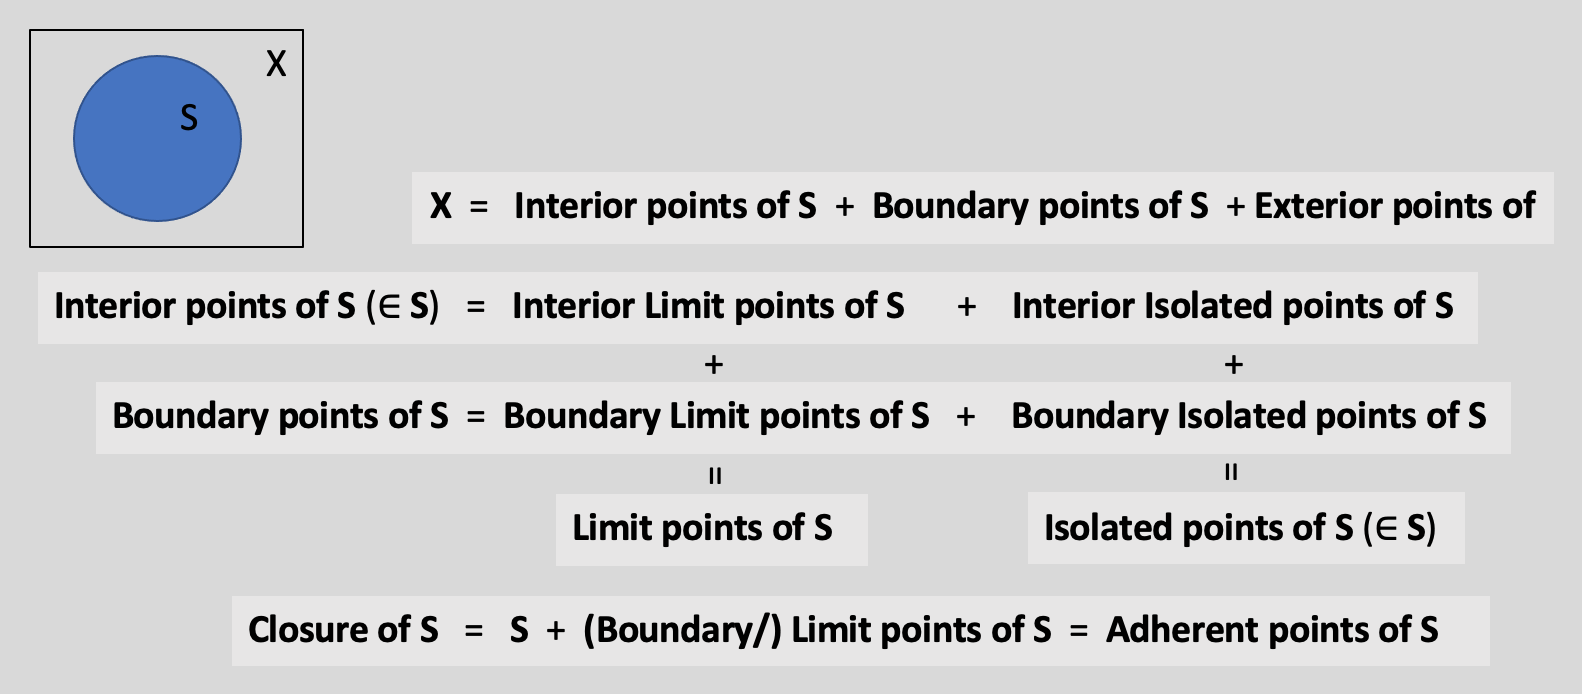 X
S
X = Interior points of S + Boundary points of S + Exterior points of
Interior points of S (∈ S) = Interior Limit points of S + Interior Isolated points of S
+ +
Boundary points of S = Boundary Limit points of S + Boundary Isolated points of S
= =
Limit points of S Isolated points of S (∈ S)
Closure of S = S + (Boundary/) Limit points of S = Adherent points of S